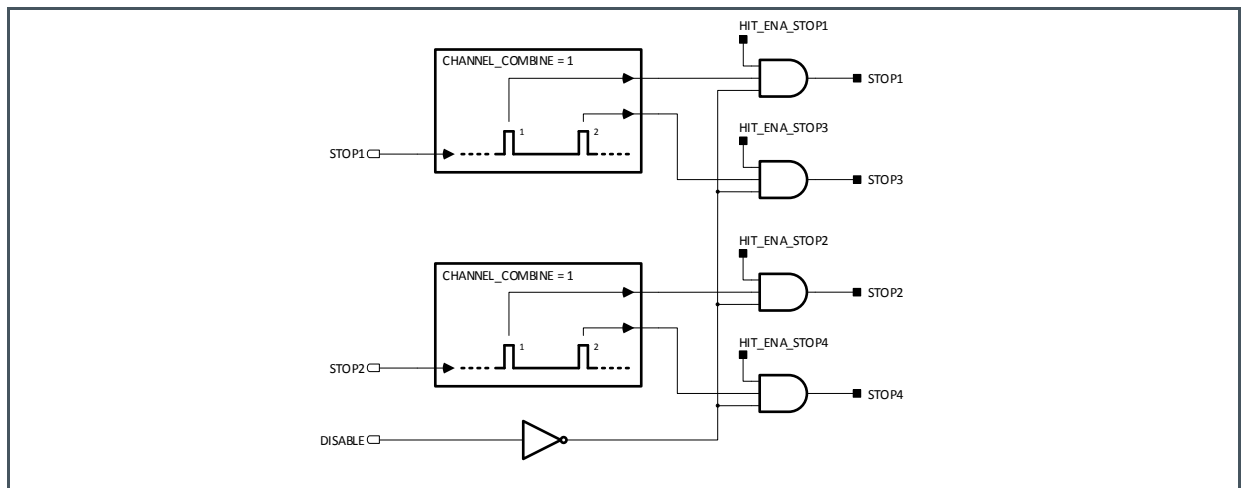 HIT_ENA_STOP1
CHANNEL_COMBINE = 1
STOP1
1
2
STOP1
HIT_ENA_STOP3
STOP3
HIT_ENA_STOP2
CHANNEL_COMBINE = 1
STOP2
1
2
STOP2
HIT_ENA_STOP4
STOP4
DISABLE